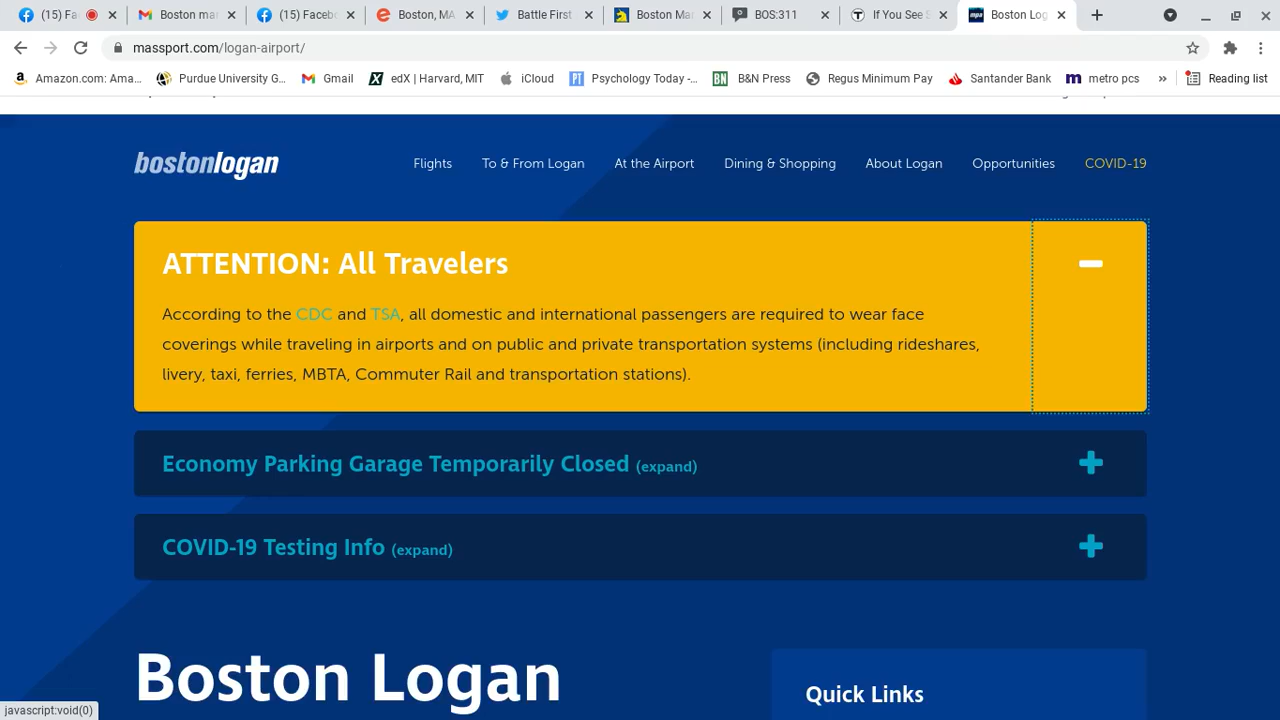 (15) Fa
Boston mar
(15) Facebo
Boston, MA
Battle First
Boston Mar
BOS:311
If You See S
Boston Log
massport.com/logan-airport/
Amazon.com: Ama...
Purdue University G...
Gmail
edX | Harvard, MIT
iCloud
Psychology Today -...
B&N Press
Regus Minimum Pay
Santander Bank
metro pcs
»
Reading list
bostonlogan
Flights
To & From Logan
At the Airport
Dining & Shopping
About Logan
Opportunities
COVID-19
ATTENTION: All Travelers
According to the CDC and TSA, all domestic and international passengers are required to wear face
coverings while traveling in airports and on public and private transportation systems (including rideshares,
livery, taxi, ferries, MBTA, Commuter Rail and transportation stations).
Economy Parking Garage Temporarily Closed (expand)
COVID-19 Testing Info (expand)
Boston Logan
Quick Links
javascript:void(0)